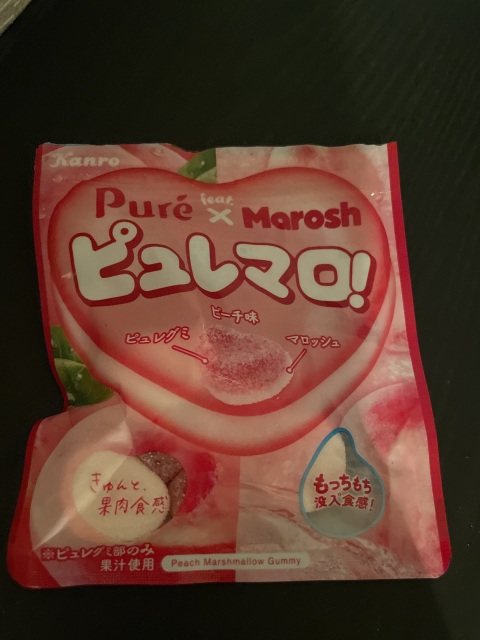 Kanro
Puré feat. × Marosh
ピュレマロ!
ピーチ味
ピュレグミ
マロッシュ
きゅんと、
果肉食感
もっちもち
没入食感!
※ピュレグミ部のみ
果汁使用
Peach Marshmallow Gummy